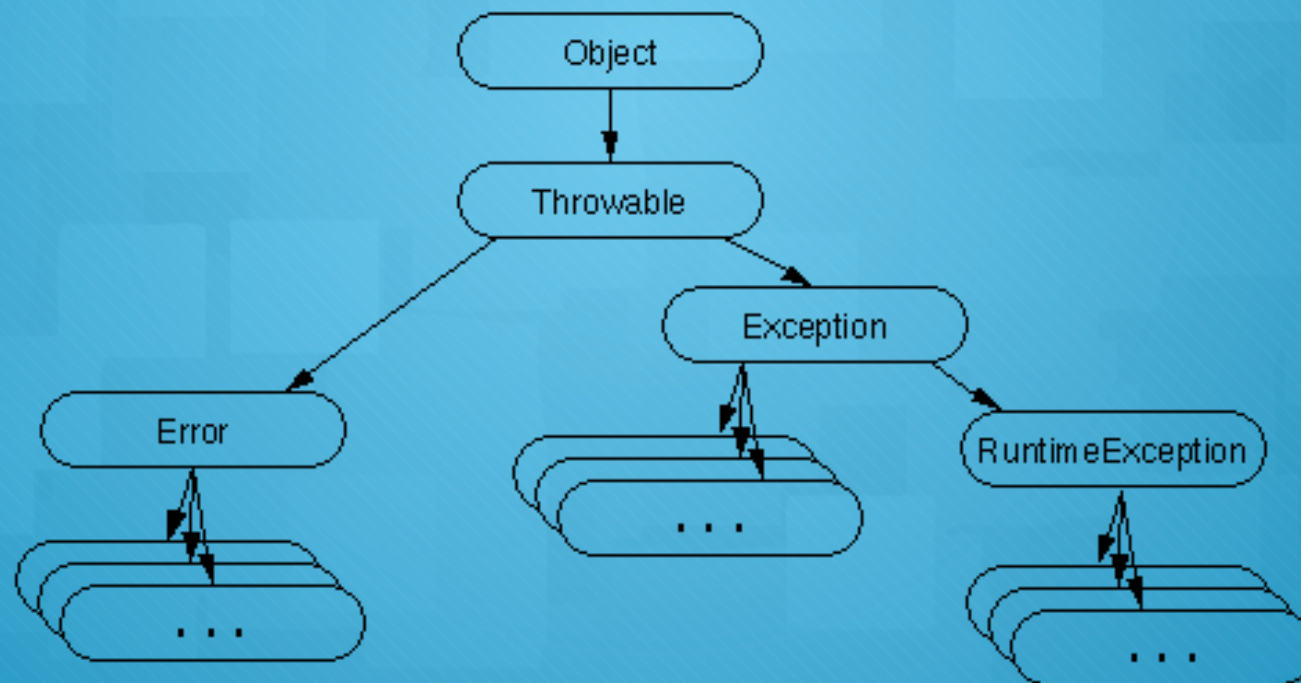 Object
Throwable
Exception
Error
RuntimeException
. . .
. . .
. . .